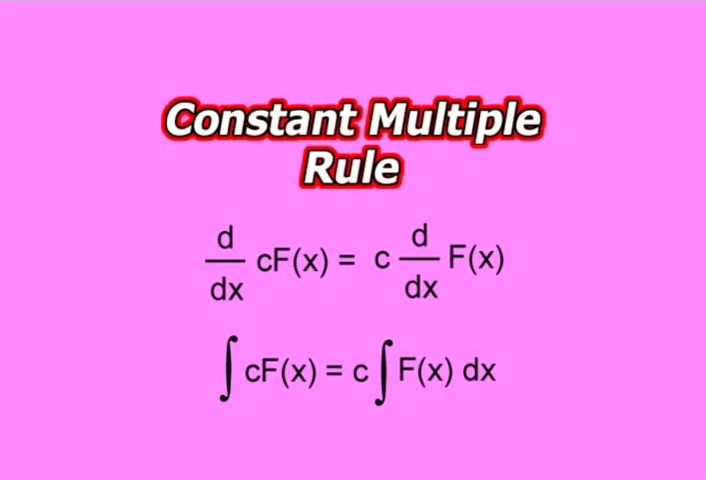 Constant Multiple
Rule
d/dx cF(x) = c d/dx F(x)
∫ cF(x) = c ∫ F(x) dx